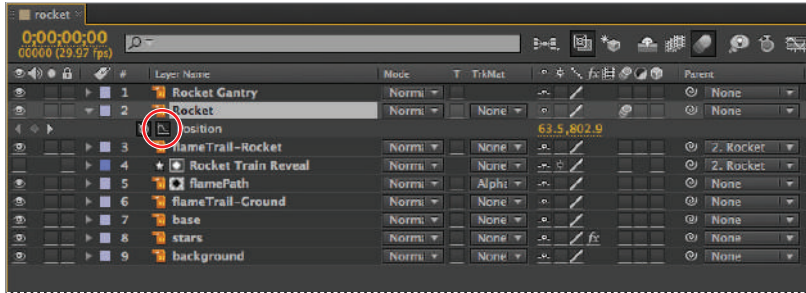 rocket
0;00;00;00
00000 (29.97 fps)
# Layer Name Mode T TrkMat Parent
1 Rocket Gantry Norm: None
2 Rocket Norm: None None
Position 63.5,802.9
3 flameTrail-Rocket Norm: None 2. Rocket
4 Rocket Train Reveal Norm: None 2. Rocket
5 flamePath Norm: Alpha None
6 flameTrail-Ground Norm: None None
7 base Norm: None None
8 stars Norm: None fx None
9 background Norm: None None